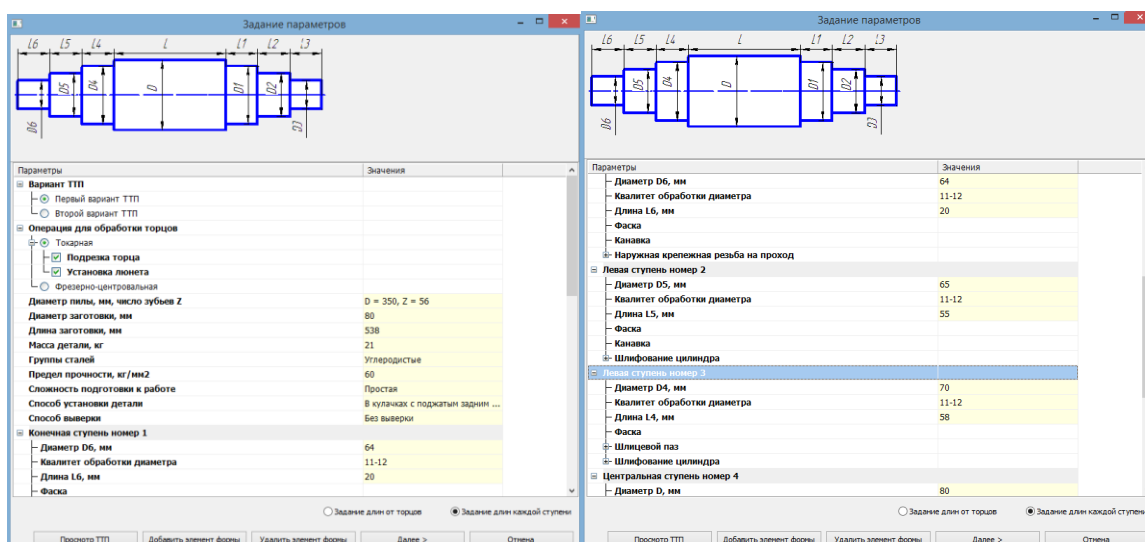 Задание параметров
l6 l5 l4 l l1 l2 l3
D6 D5 D4 D D1 D2 D3
Параметры Значения
Вариант ТТП
Первый вариант ТТП
Второй вариант ТТП
Операция для обработки торцов
Токарная
Подрезка торца
Установка люнета
Фрезерно-центровальная
Диаметр пилы, мм, число зубьев Z D = 350, Z = 56
Диаметр заготовки, мм 80
Длина заготовки, мм 538
Масса детали, кг 21
Группы сталей Углеродистые
Предел прочности, кг/мм2 60
Сложность подготовки к работе Простая
Способ установки детали В кулачках с поджатым задним ...
Способ выверки Без выверки
Конечная ступень номер 1
Диаметр D6, мм 64
Квалитет обработки диаметра 11-12
Длина L6, мм 20
Фаска
Задание длин от торцов Задание длин каждой ступени
Просмотр ТТП Добавить элемент формы Удалить элемент формы Далее > Отмена
Задание параметров
l6 l5 l4 l l1 l2 l3
D6 D5 D4 D D1 D2 D3
Параметры Значения
Диаметр D6, мм 64
Квалитет обработки диаметра 11-12
Длина L6, мм 20
Фаска
Канавка
Наружная крепежная резьба на проход
Левая ступень номер 2
Диаметр D5, мм 65
Квалитет обработки диаметра 11-12
Длина L5, мм 55
Фаска
Канавка
Шлифование цилиндра
Левая ступень номер 3
Диаметр D4, мм 70
Квалитет обработки диаметра 11-12
Длина L4, мм 58
Фаска
Шлицевой паз
Шлифование цилиндра
Центральная ступень номер 4
Диаметр D, мм 80
Задание длин от торцов Задание длин каждой ступени
Просмотр ТТП Добавить элемент формы Удалить элемент формы Далее > Отмена